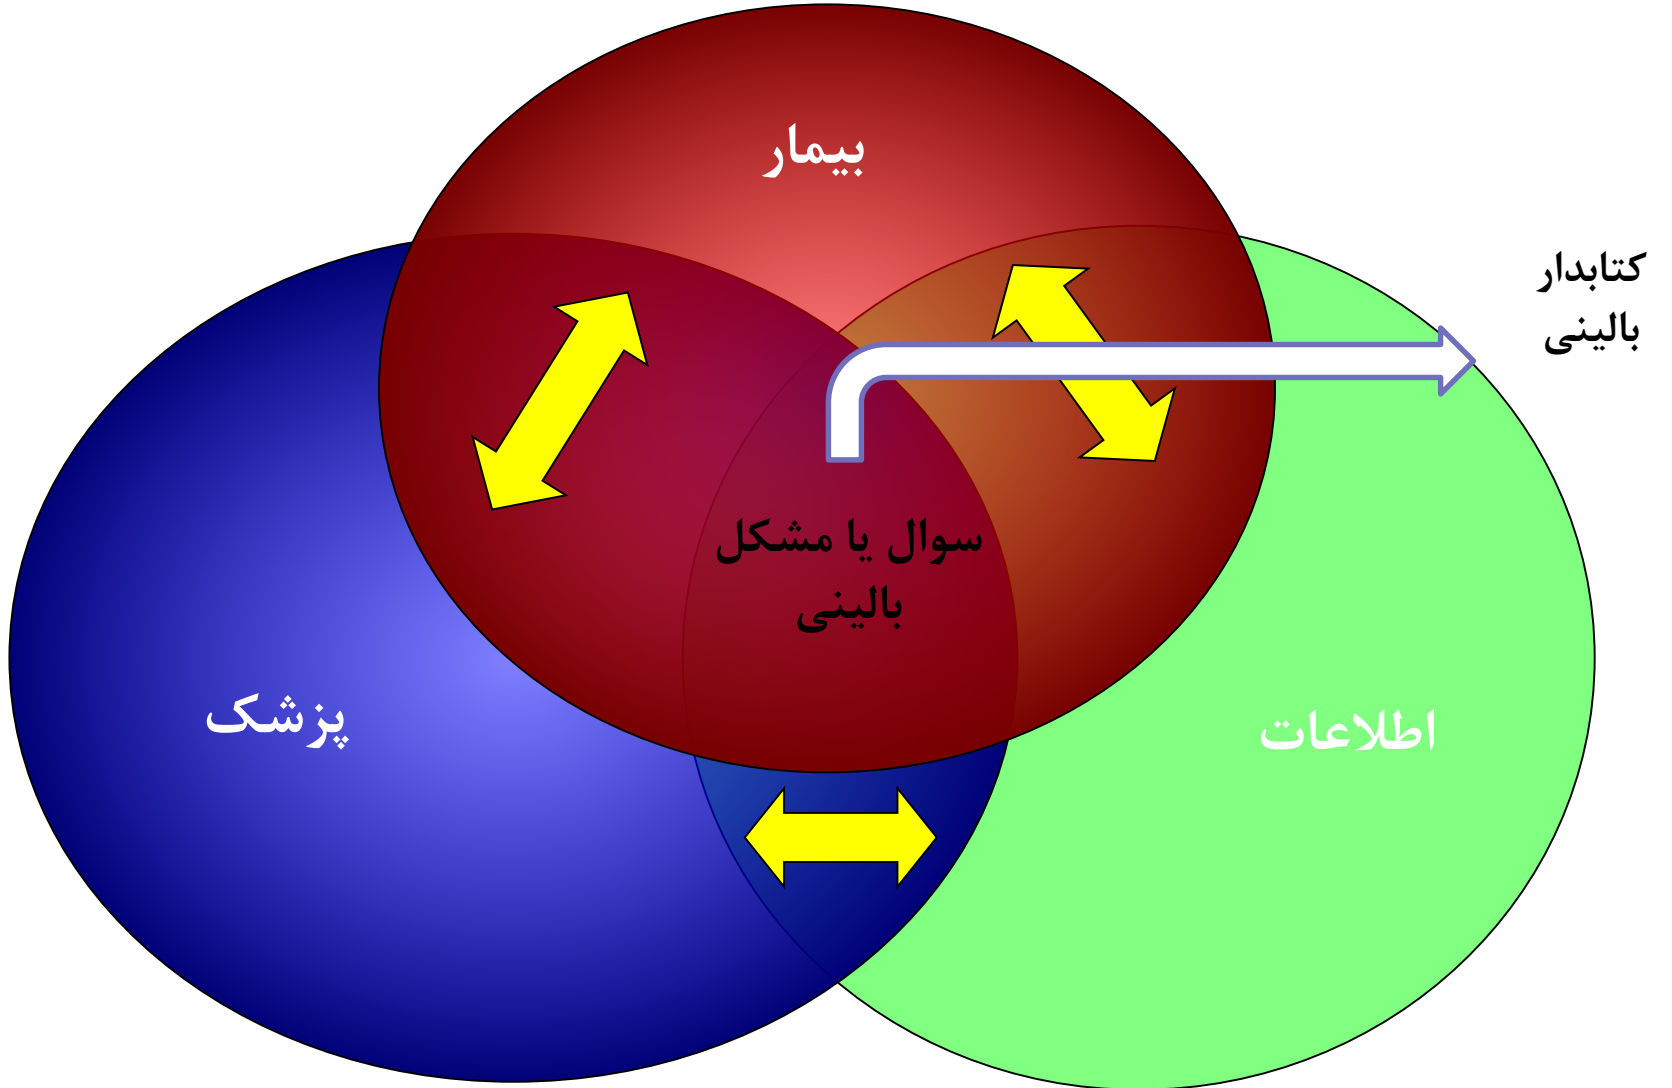 بیمار
کتابدار
بالینی
سوال یا مشکل
بالینی
پزشک
اطلاعات